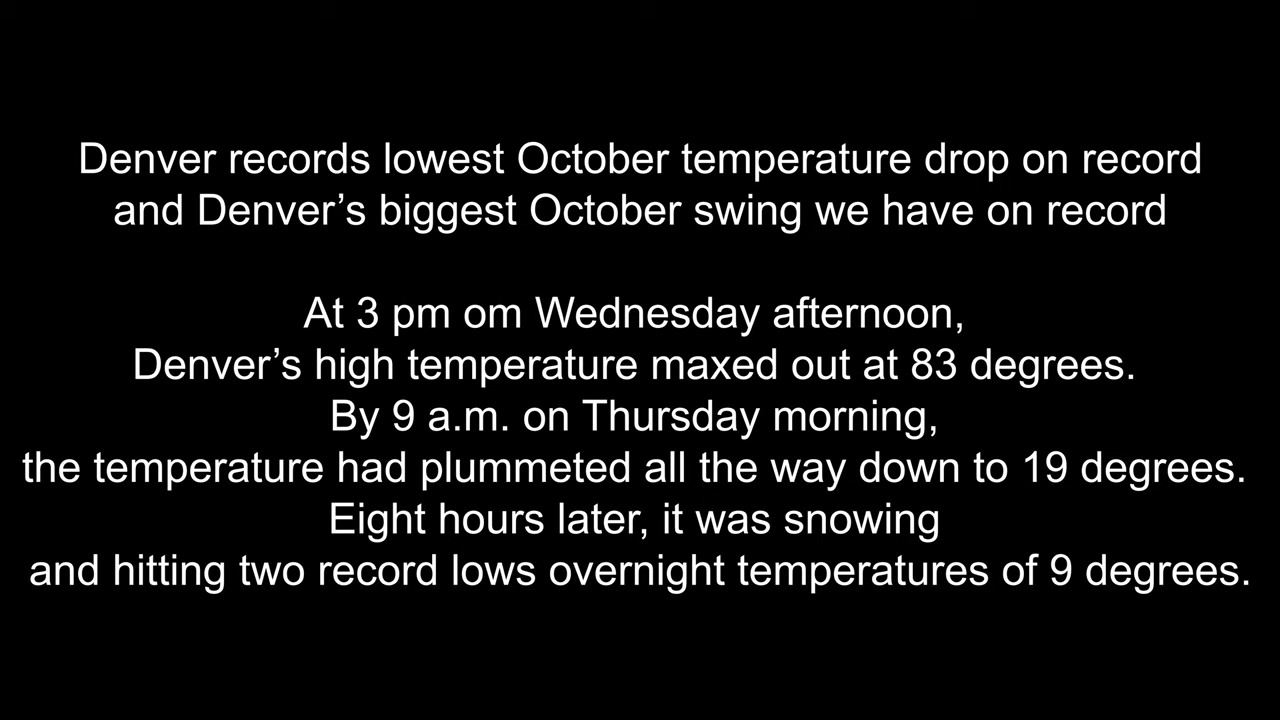 Denver records lowest October temperature drop on record
and Denver’s biggest October swing we have on record
At 3 pm om Wednesday afternoon,
Denver’s high temperature maxed out at 83 degrees.
By 9 a.m. on Thursday morning,
the temperature had plummeted all the way down to 19 degrees.
Eight hours later, it was snowing
and hitting two record lows overnight temperatures of 9 degrees.